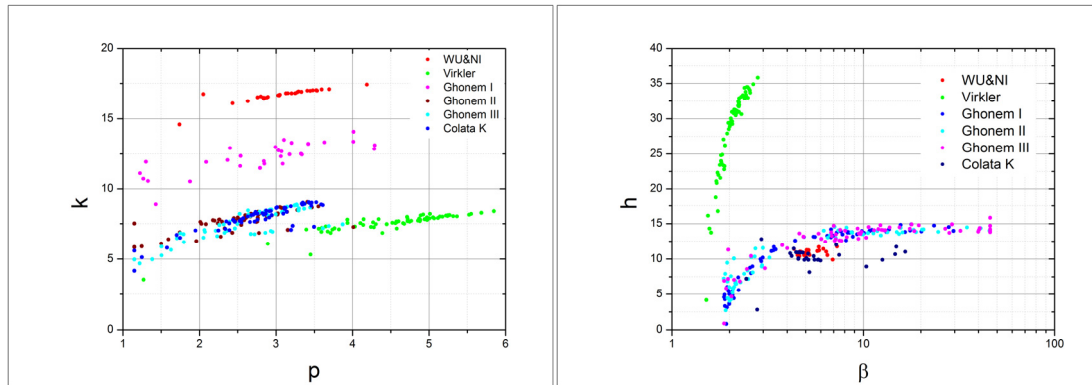 20
15
10
5
0
k
1
2
3
4
5
6
p
WU&NI
Virkler
Ghonem I
Ghonem II
Ghonem III
Colata K
40
35
30
25
20
15
10
5
0
h
1
10
100
β
WU&NI
Virkler
Ghonem I
Ghonem II
Ghonem III
Colata K